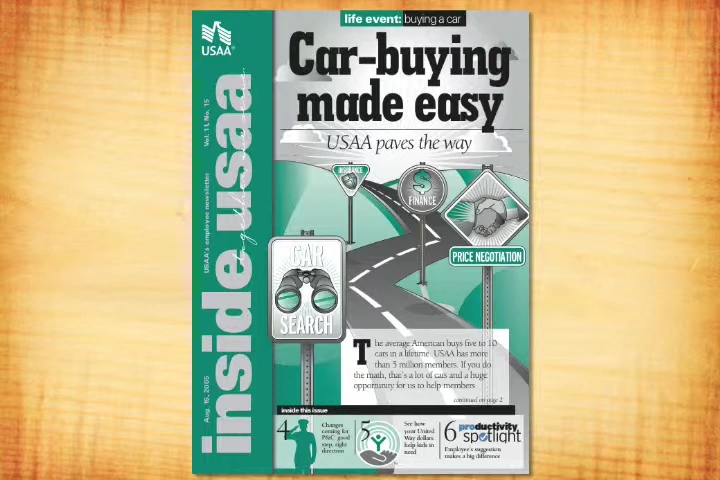 life event: buying a car
USAA®
Car-buying
made easy
USAA paves the way
inside usaa
together we are
USAA's employee newsletter
Vol. 11, No. 15
Aug. 15, 2005
INSURANCE
$
FINANCE
PRICE NEGOTIATION
CAR
SEARCH
The average American buys five to 10
cars in a lifetime. USAA has more
than 5 million members. If you do
the math, that's a lot of cars and a huge
opportunity for us to help members
continued on page 2
inside this issue
4
Changes
coming for
P&C good
step, right
direction
5
See how
your United
Way dollars
help kids in
need
6 productivity
spotlight
Employee's suggestion
makes a big difference